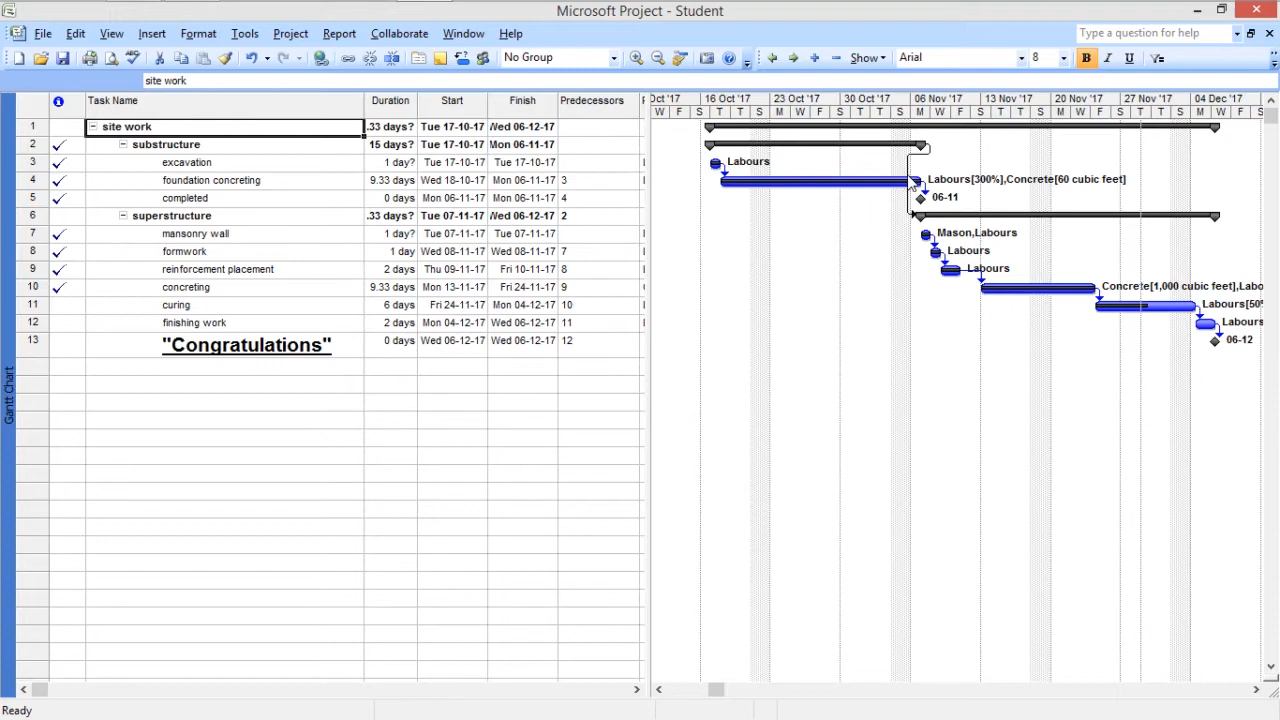 Microsoft Project - Student
File Edit View Insert Format Tools Project Report Collaborate Window Help
Type a question for help
No Group
Show
Arial
8
B I U
site work
Task Name Duration Start Finish Predecessors
Oct '17 16 Oct '17 23 Oct '17 30 Oct '17 06 Nov '17 13 Nov '17 20 Nov '17 27 Nov '17 04 Dec '17
W F S T T S M W F S T T S M W F S T T S M W F S
1 site work .33 days? Tue 17-10-17 Wed 06-12-17
2 substructure 15 days? Tue 17-10-17 Mon 06-11-17
3 excavation 1 day? Tue 17-10-17 Tue 17-10-17
Labours
4 foundation concreting 9.33 days Wed 18-10-17 Mon 06-11-17 3
Labours[300%],Concrete[60 cubic feet]
5 completed 0 days Mon 06-11-17 Mon 06-11-17 4
06-11
6 superstructure .33 days? Tue 07-11-17 Wed 06-12-17 2
7 mansonry wall 1 day? Tue 07-11-17 Tue 07-11-17
Mason,Labours
8 formwork 1 day Wed 08-11-17 Wed 08-11-17 7
Labours
9 reinforcement placement 2 days Thu 09-11-17 Fri 10-11-17 8
Labours
10 concreting 9.33 days Mon 13-11-17 Fri 24-11-17 9
Concrete[1,000 cubic feet],Labo
11 curing 6 days Fri 24-11-17 Mon 04-12-17 10
Labours[50%
12 finishing work 2 days Mon 04-12-17 Wed 06-12-17 11
Labours
13 "Congratulations" 0 days Wed 06-12-17 Wed 06-12-17 12
06-12
Gantt Chart
Ready